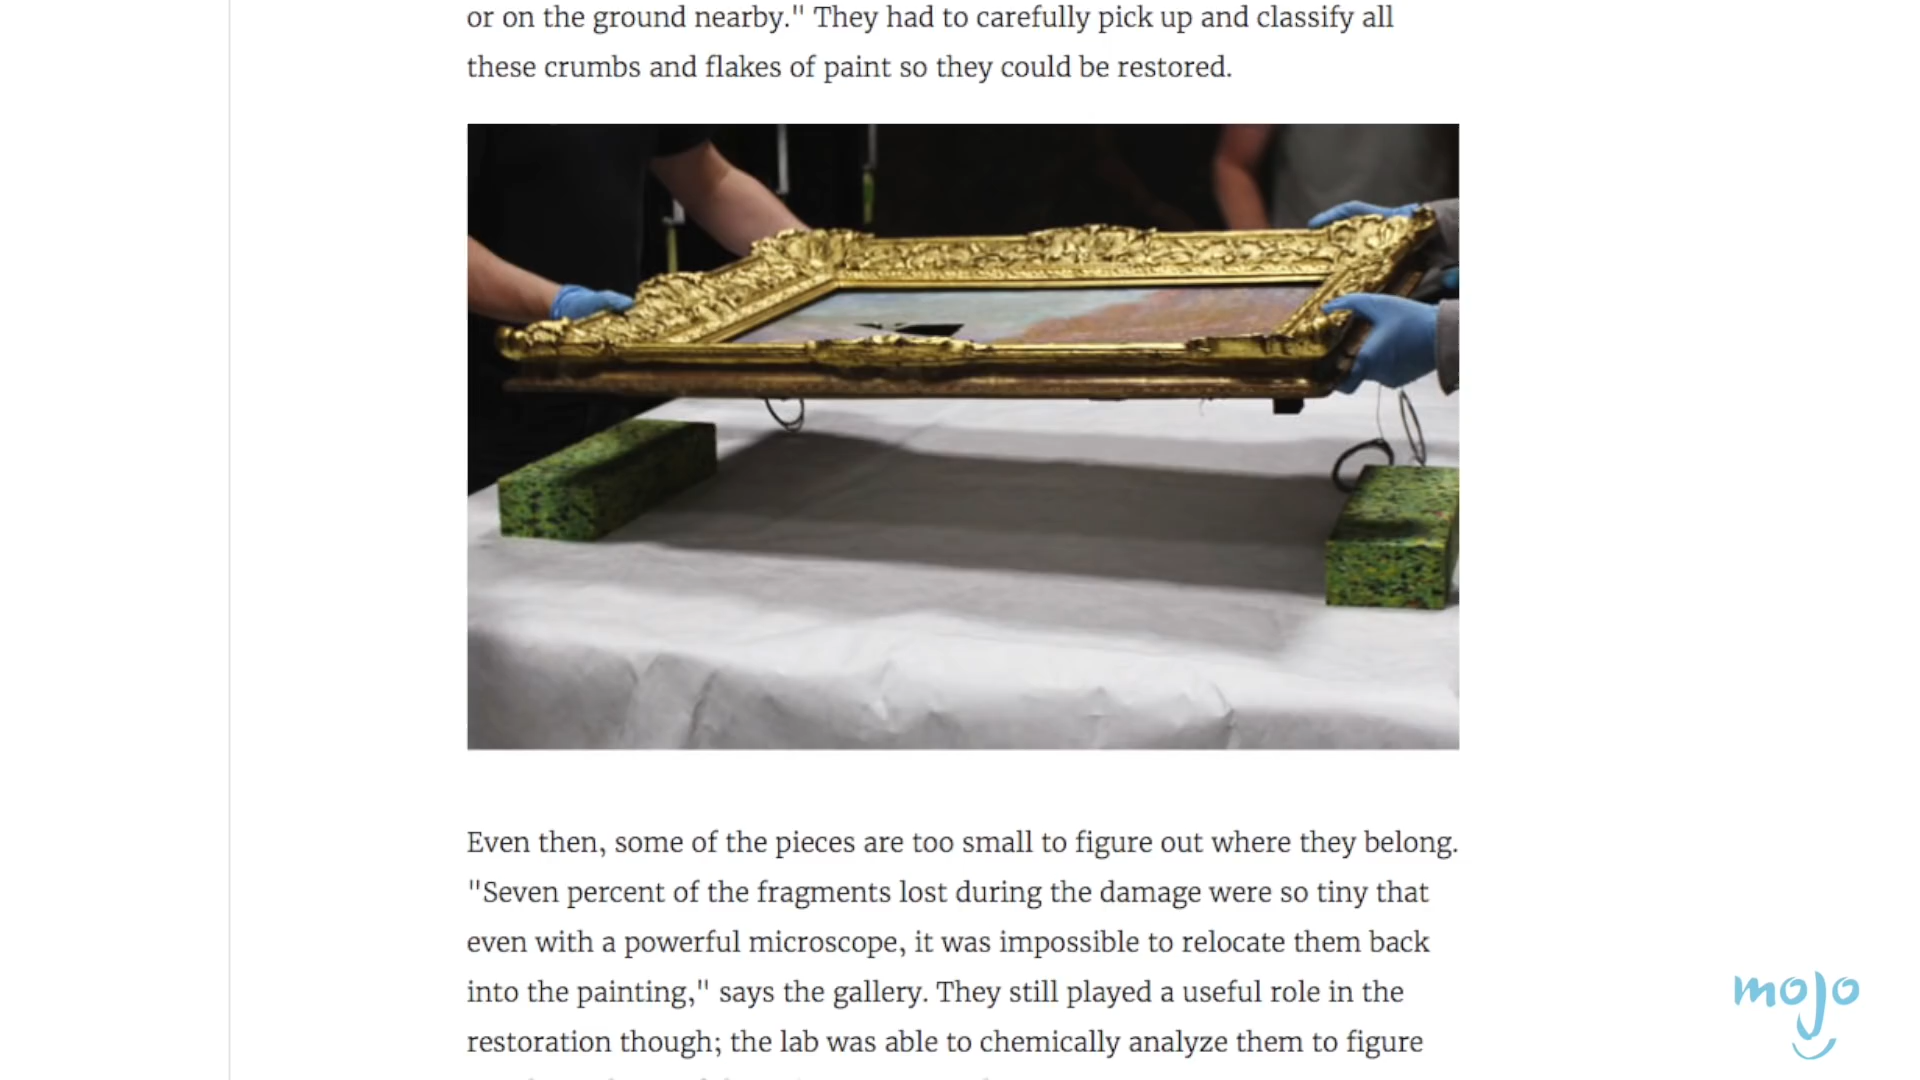 or on the ground nearby." They had to carefully pick up and classify all
these crumbs and flakes of paint so they could be restored.
Even then, some of the pieces are too small to figure out where they belong.
"Seven percent of the fragments lost during the damage were so tiny that
even with a powerful microscope, it was impossible to relocate them back
into the painting," says the gallery. They still played a useful role in the
restoration though; the lab was able to chemically analyze them to figure
mojo